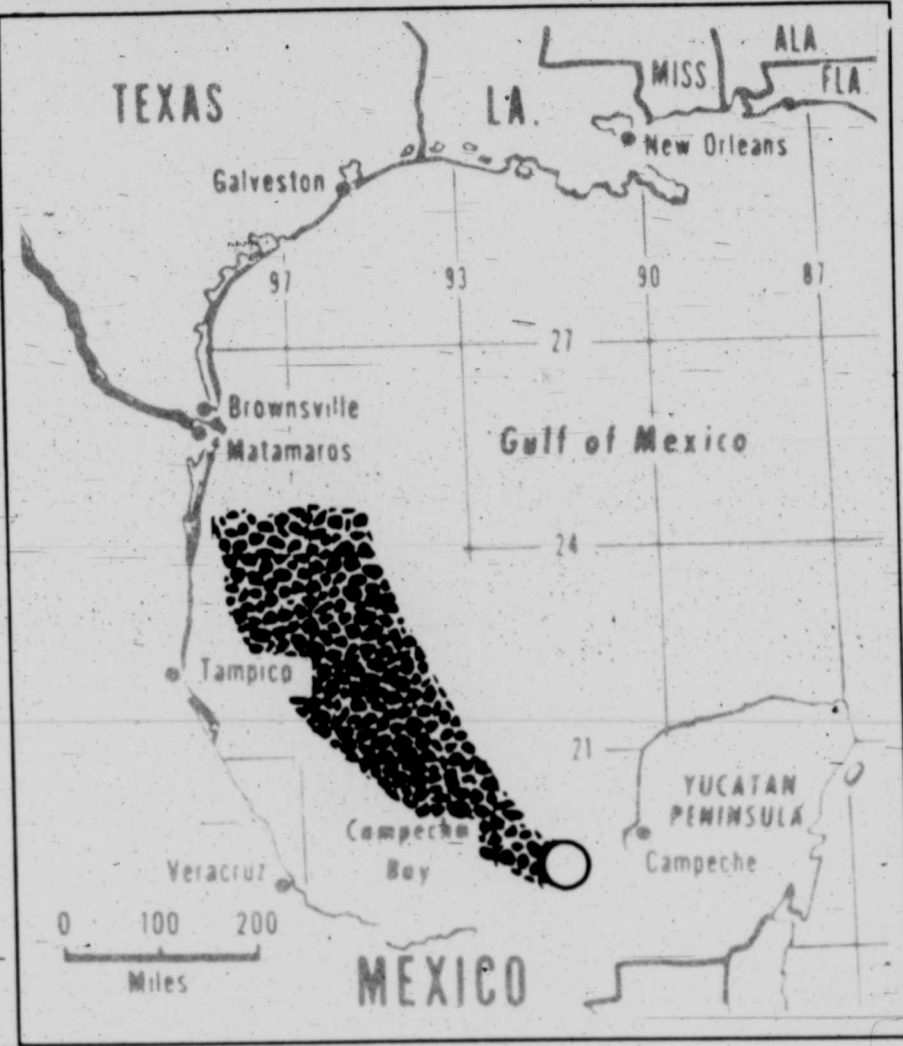 ALA
MISS
FLA.
TEXAS
LA.
New Orleans
Galveston
97
93
90
87
27
Brownsville
Matamaros
Gulf of Mexico
24
Tampico
21
YUCATAN
PENINSULA
Campeche
Bay
Campeche
Veracruz
0 100 200
Miles
MEXICO